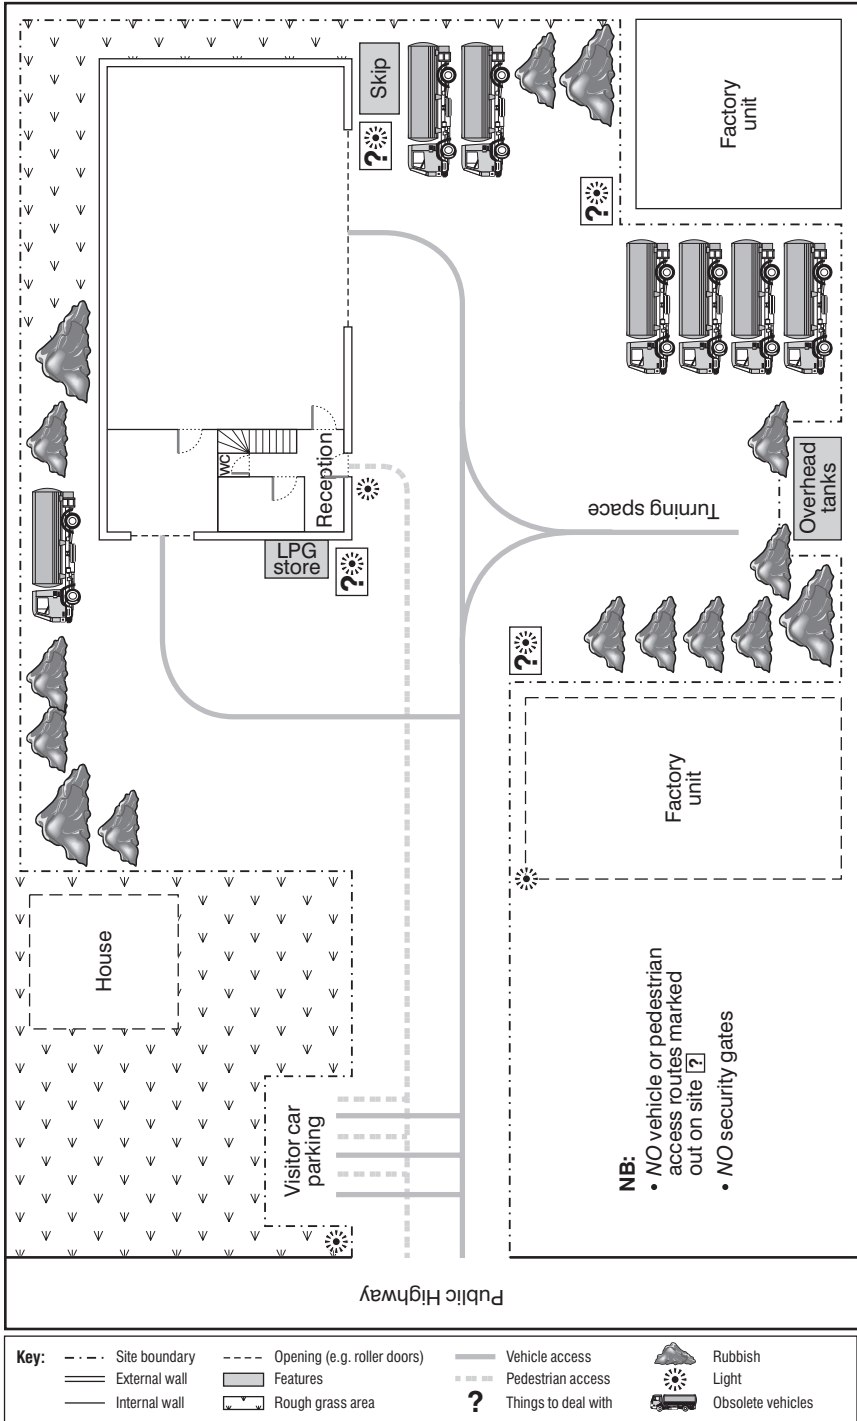 Skip
?
Factory
unit
?
WC
Reception
LPG
store
?
Turning space
Overhead
tanks
?
Factory
unit
House
Visitor car
parking
NB:
• NO vehicle or pedestrian
access routes marked
out on site ?
• NO security gates
Public Highway
Key:
Site boundary
External wall
Internal wall
Opening (e.g. roller doors)
Features
Rough grass area
Vehicle access
Pedestrian access
? Things to deal with
Rubbish
Light
Obsolete vehicles